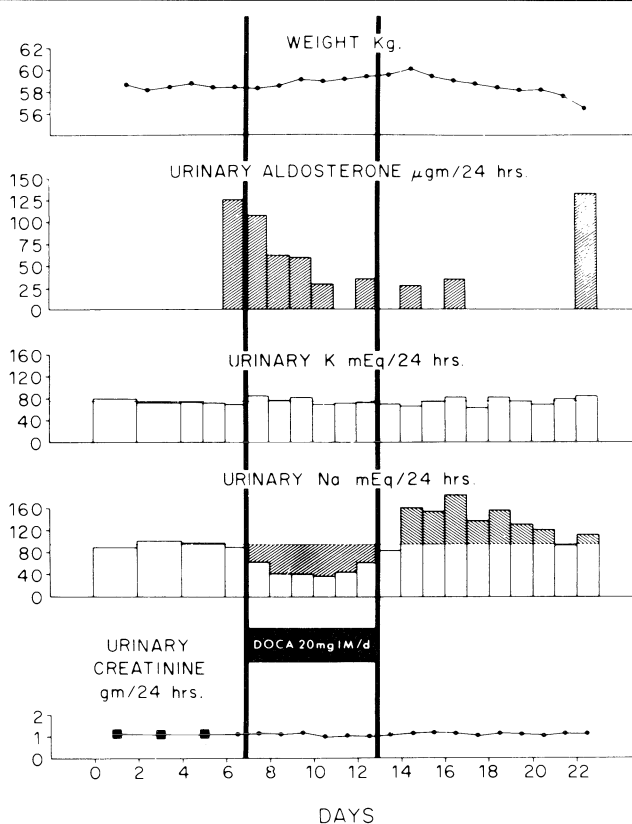 WEIGHT Kg.
62
60
58
56
URINARY ALDOSTERONE µgm/24 hrs.
150
125
100
75
50
25
0
URINARY K mEq/24 hrs.
160
120
80
40
0
URINARY Na mEq/24 hrs.
160
120
80
40
0
DOCA 20mg IM/d
URINARY
CREATININE
gm/24 hrs.
2
1
0
0 2 4 6 8 10 12 14 16 18 20 22
DAYS